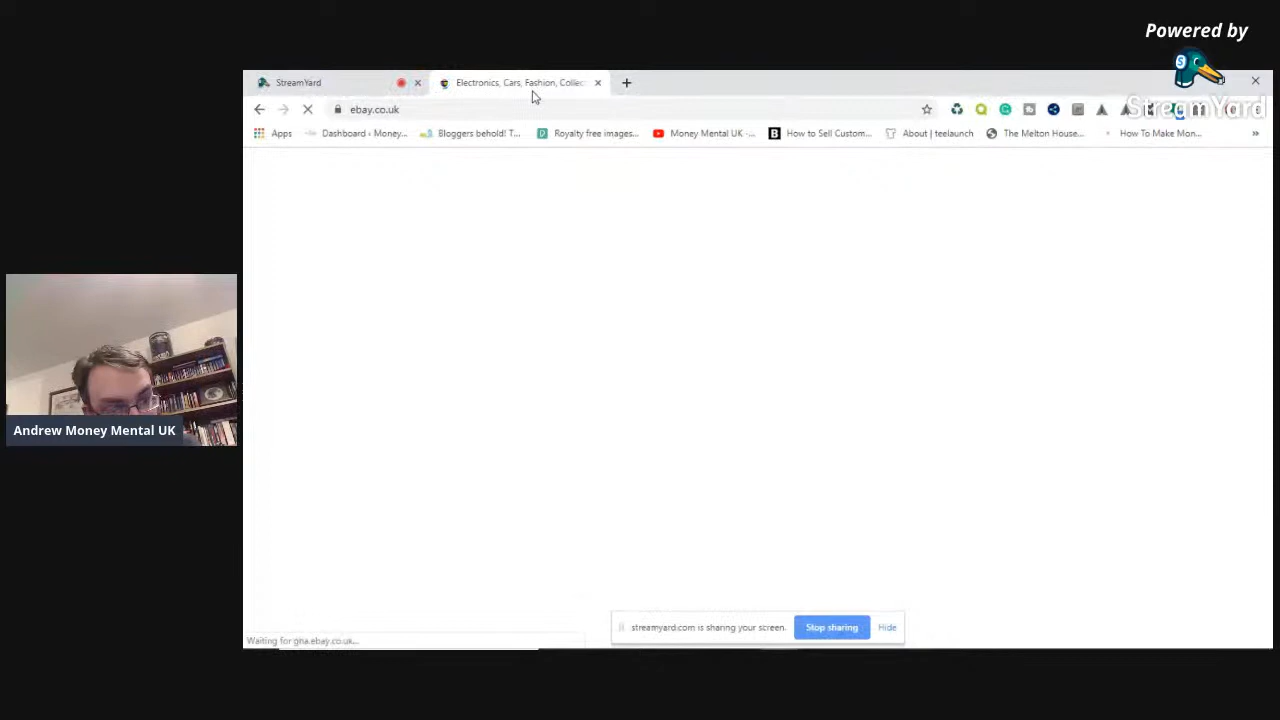 Powered by
StreamYard
StreamYard
Electronics, Cars, Fashion, Collec
ebay.co.uk
Apps
Dashboard ‹ Money...
Bloggers behold! T...
Royalty free images...
Money Mental UK -...
How to Sell Custom...
About | teelaunch
The Melton House...
How To Make Mon...
Andrew Money Mental UK
streamyard.com is sharing your screen.
Stop sharing
Hide
Waiting for gha.ebay.co.uk...